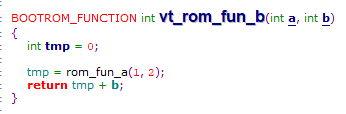 BOOTROM_FUNCTION int vt_rom_fun_b(int a, int b)
{
int tmp = 0;
tmp = rom_fun_a(1, 2);
return tmp + b;
}